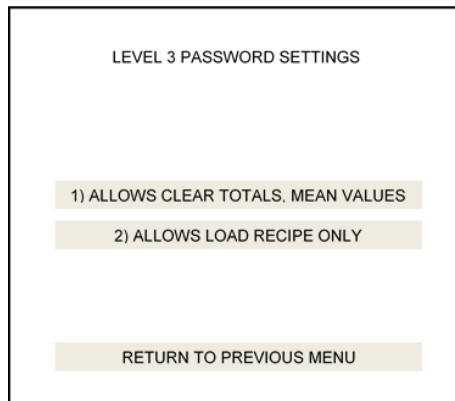 LEVEL 3 PASSWORD SETTINGS
1) ALLOWS CLEAR TOTALS, MEAN VALUES
2) ALLOWS LOAD RECIPE ONLY
RETURN TO PREVIOUS MENU